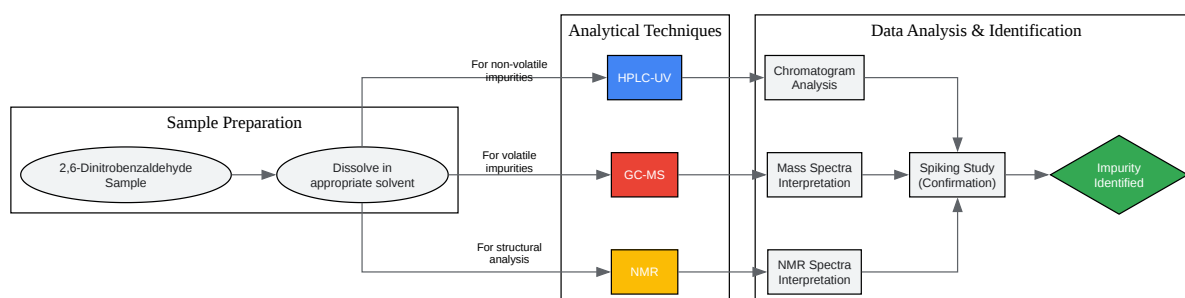 Sample Preparation
2,6-Dinitrobenzaldehyde
Sample
Dissolve in
appropriate solvent
For non-volatile
impurities
For volatile
impurities
For structural
analysis
Analytical Techniques
HPLC-UV
GC-MS
NMR
Data Analysis & Identification
Chromatogram
Analysis
Mass Spectra
Interpretation
NMR Spectra
Interpretation
Spiking Study
(Confirmation)
Impurity
Identified